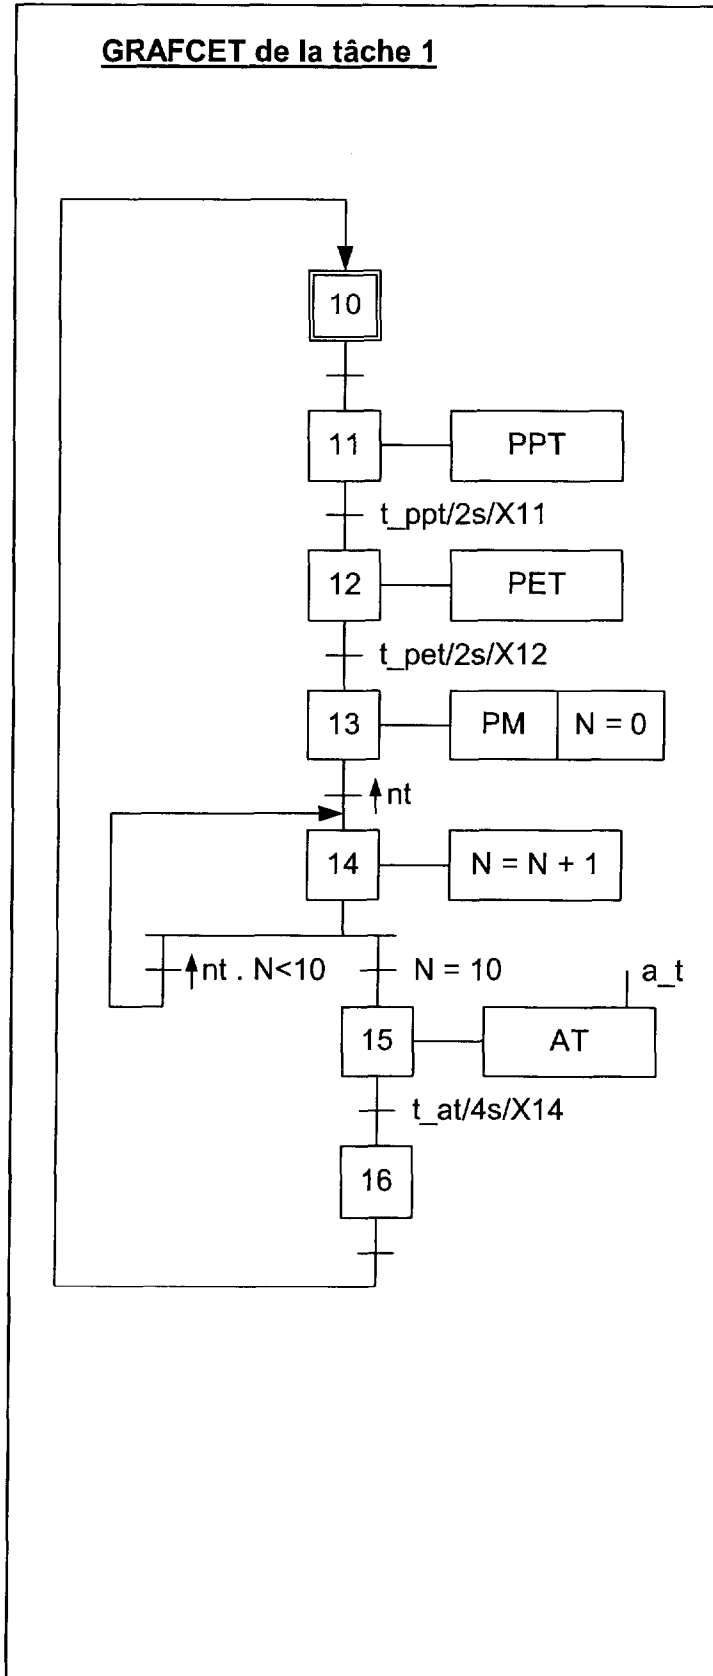 GRAFCET de la tâche 1
10
11 PPT
t_ppt/2s/X11
12 PET
t_pet/2s/X12
13 PM N = 0
↑nt
14 N = N + 1
↑nt . N<10 N = 10 a_t
15 AT
t_at/4s/X14
16